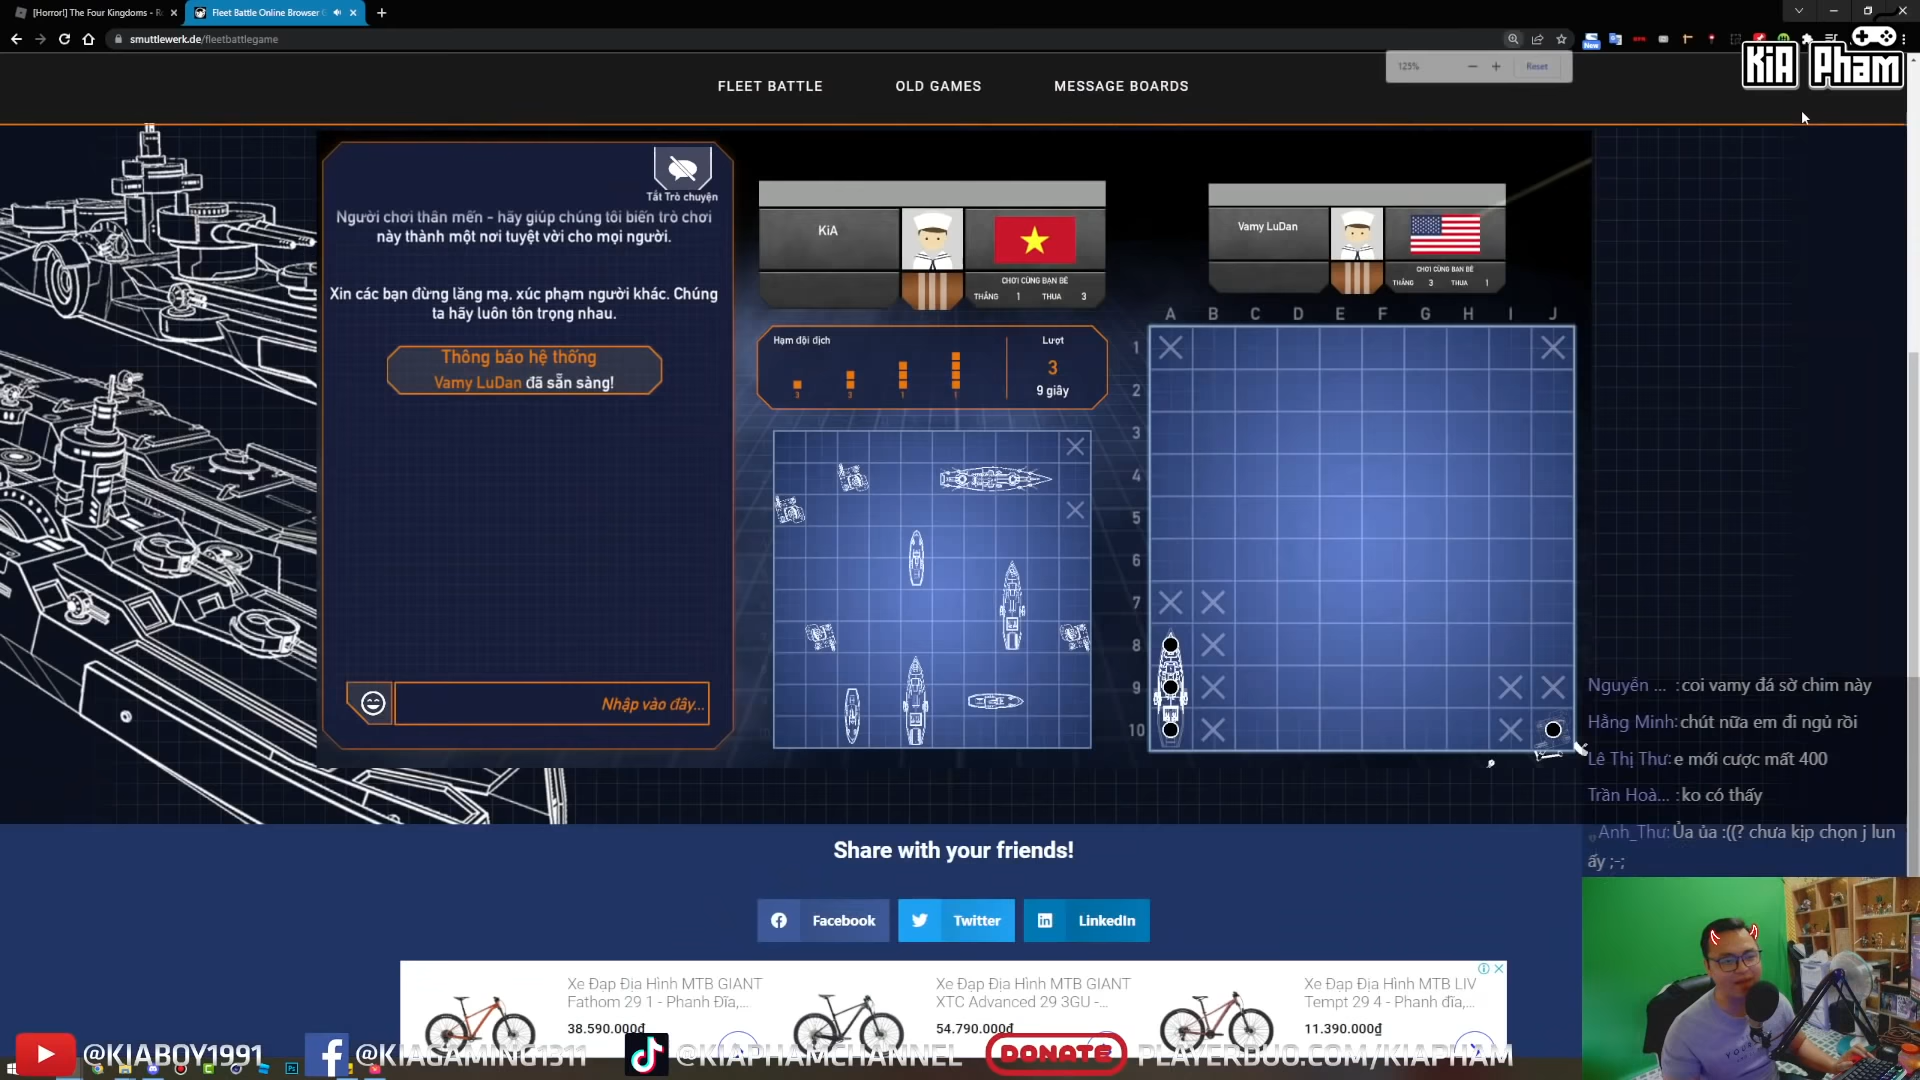 [Horror!] The Four Kingdoms - R
Fleet Battle Online Browser G
smuttlewerk.de/fleetbattlegame
New
125%
Reset
KiA Pham
FLEET BATTLE
OLD GAMES
MESSAGE BOARDS
Tắt Trò chuyện
Người chơi thân mến - hãy giúp chúng tôi biến trò chơi
này thành một nơi tuyệt vời cho mọi người.
Xin các bạn đừng lăng mạ, xúc phạm người khác. Chúng
ta hãy luôn tôn trọng nhau.
Thông báo hệ thống
Vamy LuDan đã sẵn sàng!
Nhập vào đây...
KiA
CHƠI CÙNG BẠN BÈ
THẮNG 1 THUA 3
Vamy LuDan
CHƠI CÙNG BẠN BÈ
THẮNG 3 THUA 1
Hạm đội địch
3 3 1 1
Lượt
3
9 giây
A B C D E F G H I J
1
2
3
4
5
6
7
8
9
10
Nguyễn ... :coi vamy đá sờ chim này
Hằng Minh:chút nữa em đi ngủ rồi
Lê Thị Thư:e mới cược mất 400
Trần Hoà... :ko có thấy
Anh_Thư:Ủa ủa :((? chưa kịp chọn j lun
ấy ;-;
Share with your friends!
Facebook
Twitter
LinkedIn
Xe Đạp Địa Hình MTB GIANT
Fathom 29 1 - Phanh Đĩa,...
38.590.000₫
Xe Đạp Địa Hình MTB GIANT
XTC Advanced 29 3GU -...
54.790.000₫
Xe Đạp Địa Hình MTB LIV
Tempt 29 4 - Phanh đĩa,...
11.390.000₫
@KIABOY1991
@KIAGAMING1311
@KIAPHAMCHANNEL
DONATE
PLAYERDUO.COM/KIAPHAM